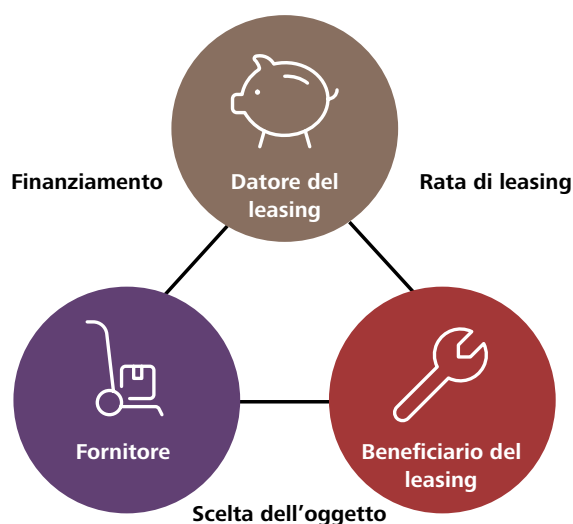 Finanziamento
Datore del
leasing
Rata di leasing
Fornitore
Beneficiario del
leasing
Scelta dell’oggetto